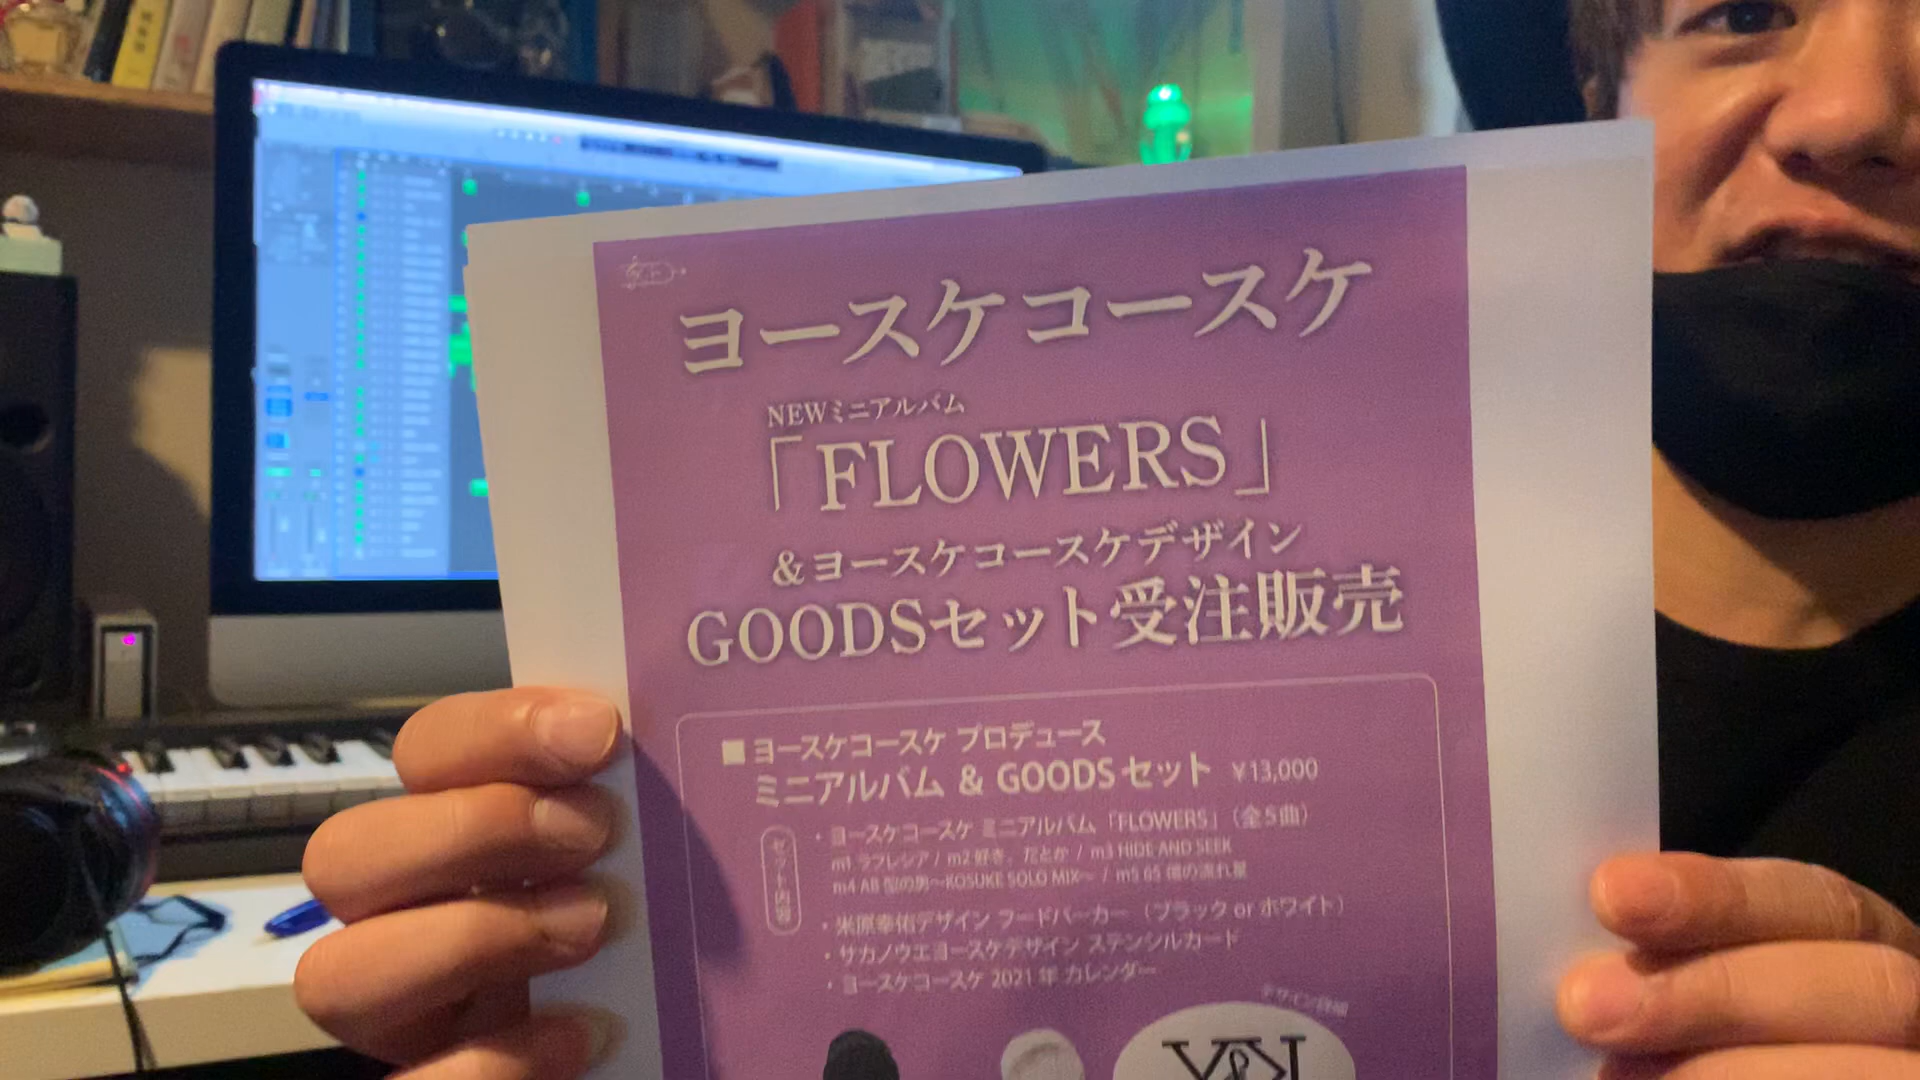 ヨースケコースケ
NEWミニアルバム
「FLOWERS」
&ヨースケコースケデザイン
GOODSセット受注販売
■ヨースケコースケ プロデュース
ミニアルバム & GOODSセット ¥13,000
セット内容
・ヨースケコースケ ミニアルバム「FLOWERS」(全5曲)
m1 ラフレシア / m2 好き、だとか / m3 HIDE AND SEEK
m4 AB型の男〜KOSUKE SOLO MIX〜 / m5 65億の流れ星
・米原幸佑デザイン フードパーカー (ブラック or ホワイト)
・サカノウエヨースケデザイン ステンシルカード
・ヨースケコースケ 2021年 カレンダー
Y&K